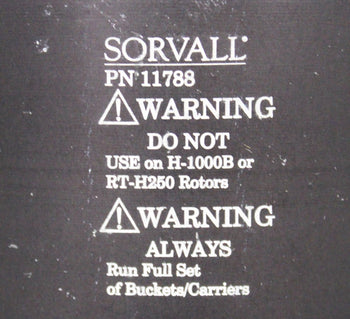 SORVALL®
PN 11788
⚠WARNING
DO NOT
USE on H-1000B or
RT-H250 Rotors
⚠WARNING
ALWAYS
Run Full Set
of Buckets/Carriers